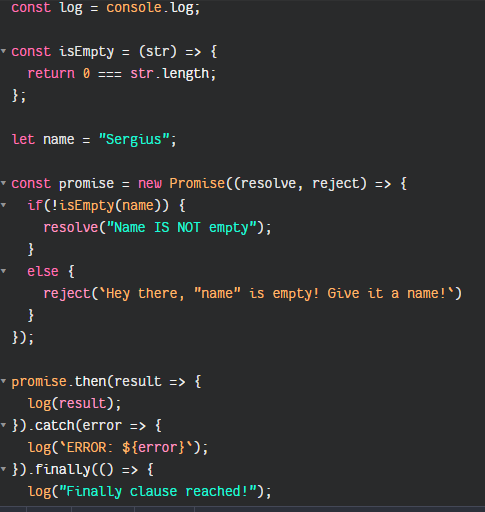 const log = console.log;
const isEmpty = (str) => {
  return 0 === str.length;
};
let name = "Sergius";
const promise = new Promise((resolve, reject) => {
  if(!isEmpty(name)) {
    resolve("Name IS NOT empty");
  }
  else {
    reject(`Hey there, "name" is empty! Give it a name!`)
  }
});
promise.then(result => {
  log(result);
}).catch(error => {
  log(`ERROR: ${error}`);
}).finally(() => {
  log("Finally clause reached!");